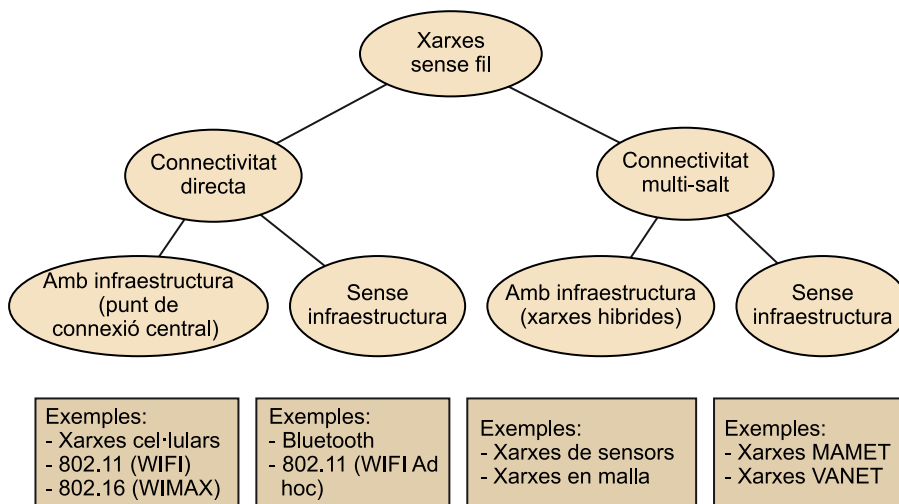 Xarxes
sense fil
Connectivitat
directa
Connectivitat
multi-salt
Amb infraestructura
(punt de
connexió central)
Sense
infraestructura
Amb infraestructura
(xarxes hibrides)
Sense
infraestructura
Exemples:
- Xarxes cel·lulars
- 802.11 (WIFI)
- 802.16 (WIMAX)
Exemples:
- Bluetooth
- 802.11 (WIFI Ad
hoc)
Exemples:
- Xarxes de sensors
- Xarxes en malla
Exemples:
- Xarxes MAMET
- Xarxes VANET